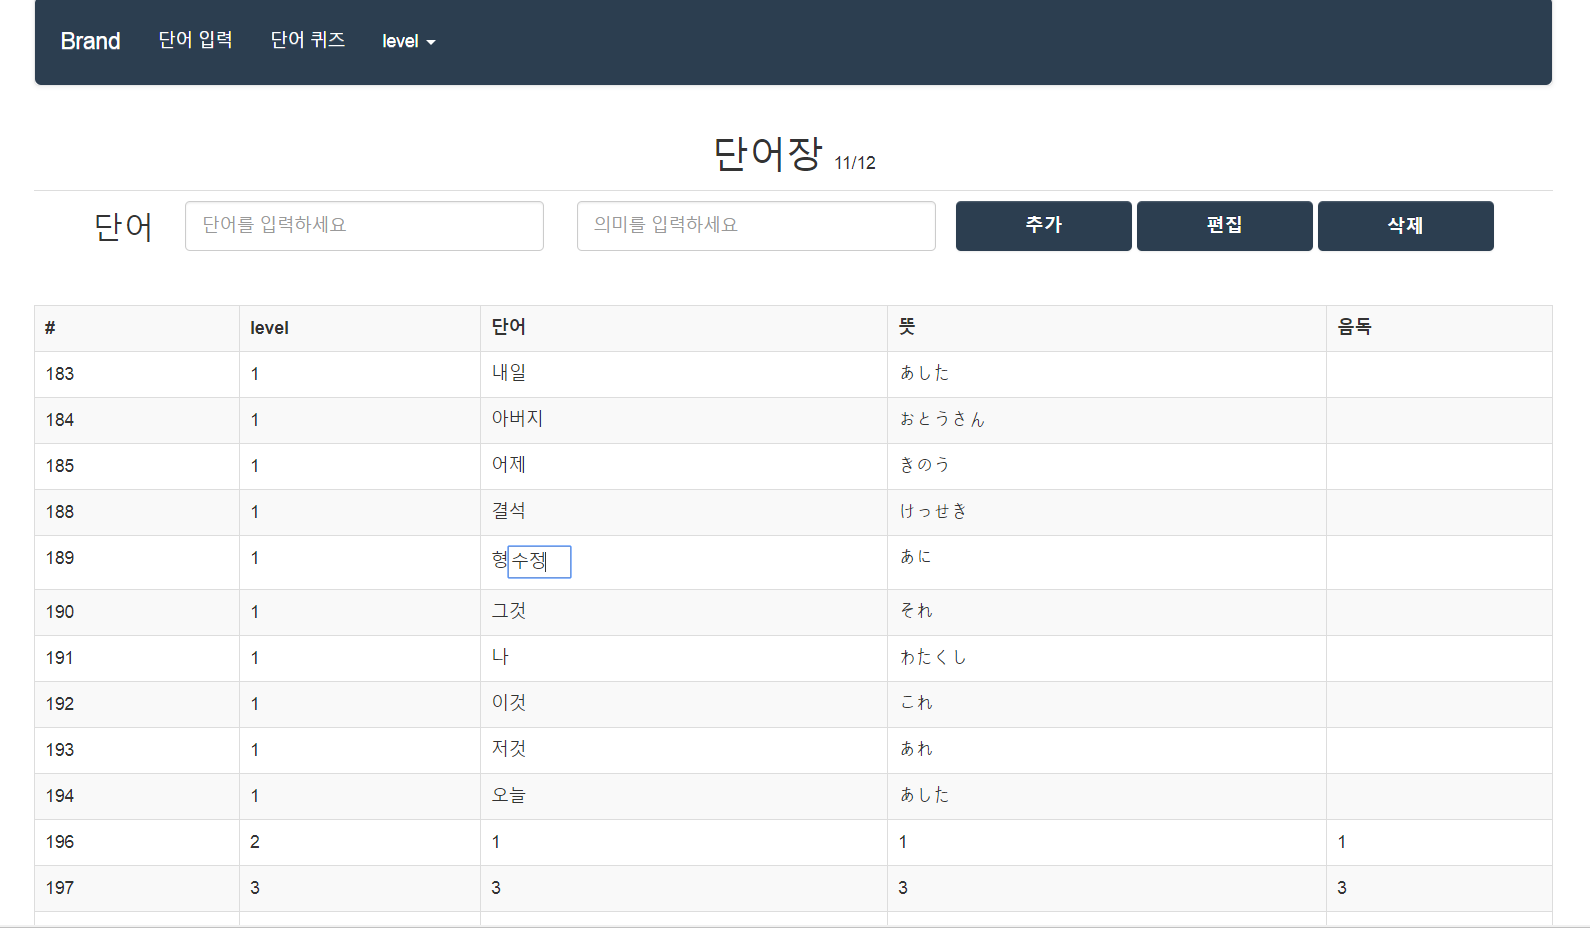 Brand 단어 입력 단어 퀴즈 level
단어장 11/12
단어 단어를 입력하세요 의미를 입력하세요 추가 편집 삭제
# level 단어 뜻 음독
183 1 내일 あした
184 1 아버지 おとうさん
185 1 어제 きのう
188 1 결석 けっせき
189 1 형 수정 あに
190 1 그것 それ
191 1 나 わたくし
192 1 이것 これ
193 1 저것 あれ
194 1 오늘 あした
196 2 1 1 1
197 3 3 3 3